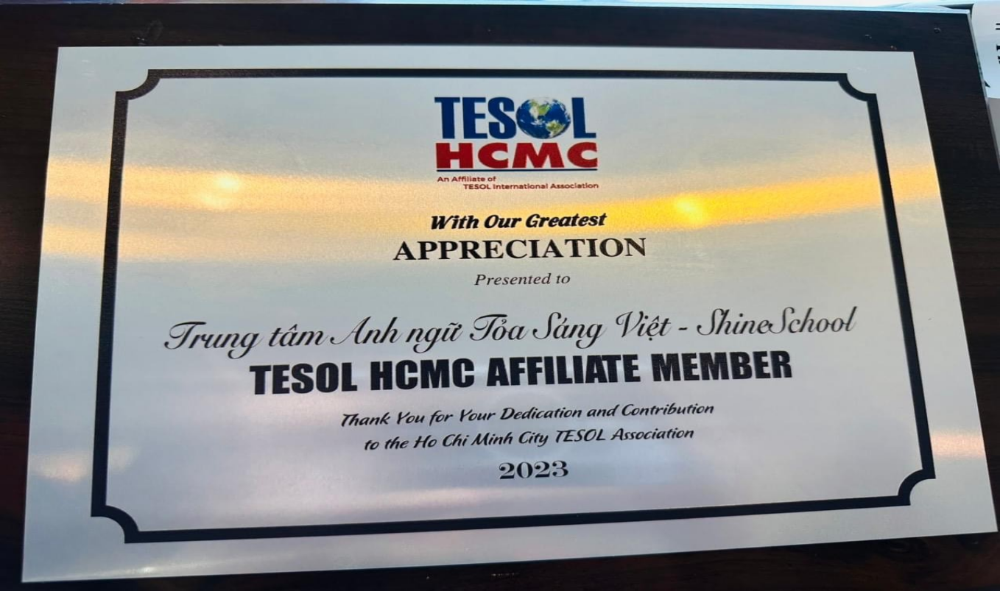 TESOL
HCMC
An Affiliate of
TESOL International Association
With Our Greatest
APPRECIATION
Presented to
Trung tâm Anh ngữ Tỏa Sáng Việt - ShineSchool
TESOL HCMC AFFILIATE MEMBER
Thank You for Your Dedication and Contribution
to the Ho Chi Minh City TESOL Association
2023